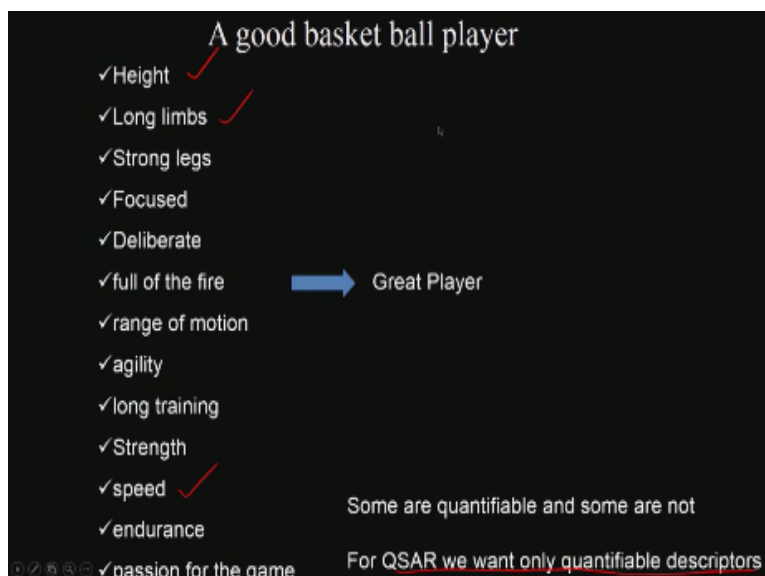 A good basket ball player
✓Height
✓Long limbs
✓Strong legs
✓Focused
✓Deliberate
✓full of the fire
Great Player
✓range of motion
✓agility
✓long training
✓Strength
✓speed
✓endurance
✓passion for the game
Some are quantifiable and some are not
For QSAR we want only quantifiable descriptors